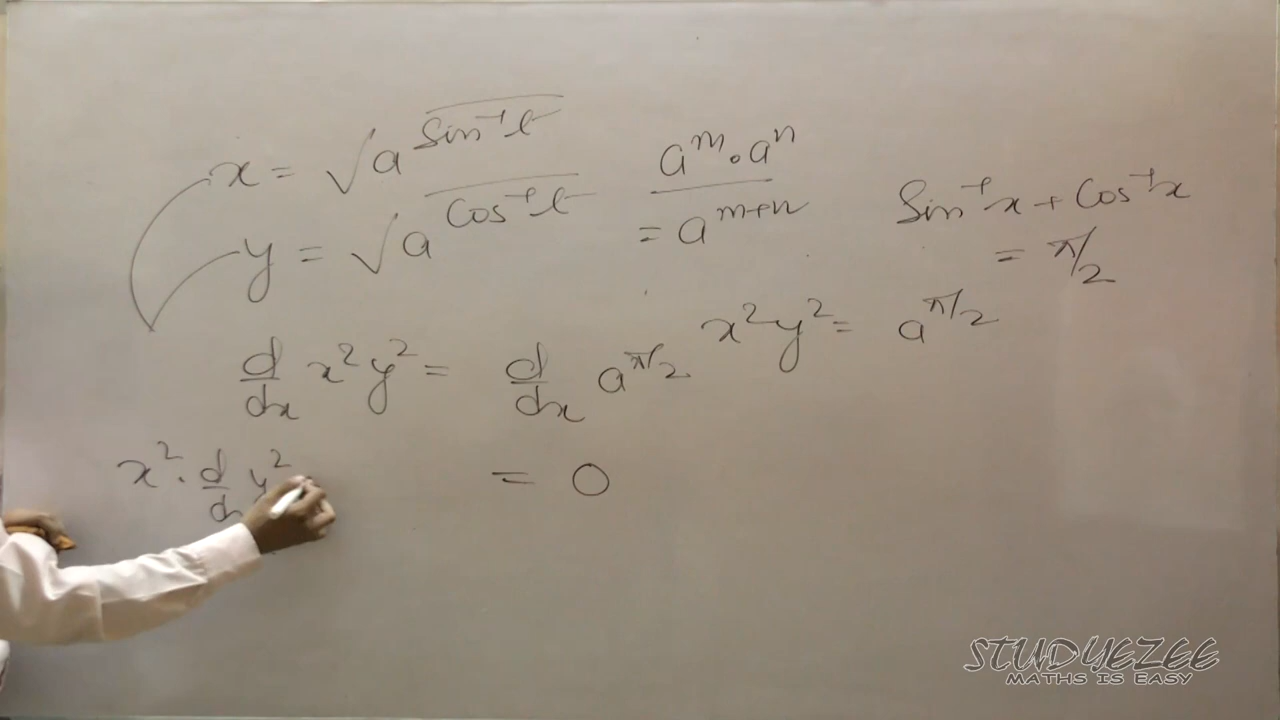 x = √a^sin⁻¹t
y = √a^cos⁻¹t
a^m . a^n
= a^m+n
Sin⁻¹x + Cos⁻¹x
= π/2
x²y² = a^π/2
d/dx x²y² = d/dx a^π/2
x² . d/d y² = 0
STUDYEZEE
MATHS IS EASY